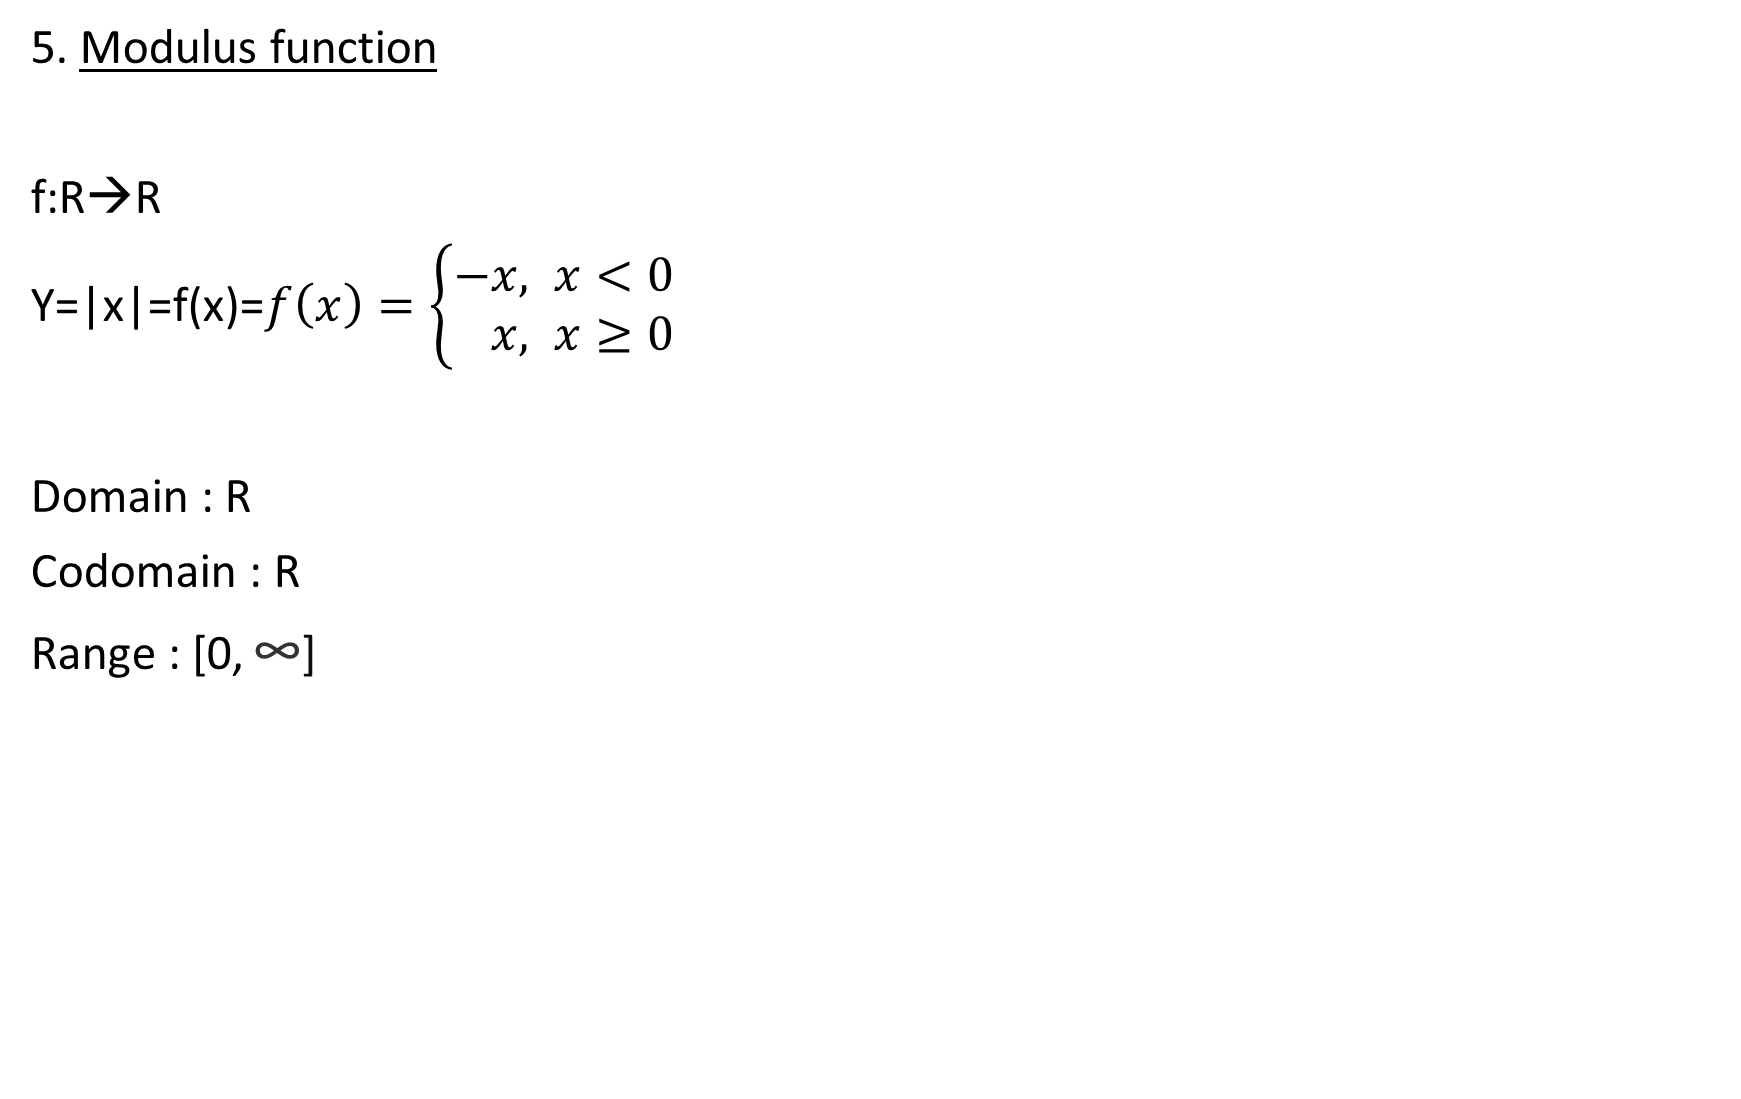 5. Modulus function
f:R→R
Y=|x|=f(x)=f(x) = { −x, x < 0
x, x ≥ 0
Domain : R
Codomain : R
Range : [0, ∞]